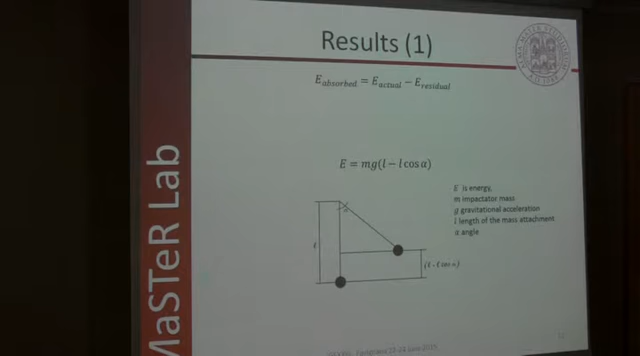 Results (1)
E_absorbed = E_actual − E_residual
E = mg(l − l cos α)
E is energy,
m impactator mass
g gravitational acceleration
l length of the mass attachment
α angle
l
(l − l cos α)
MaSTeR Lab